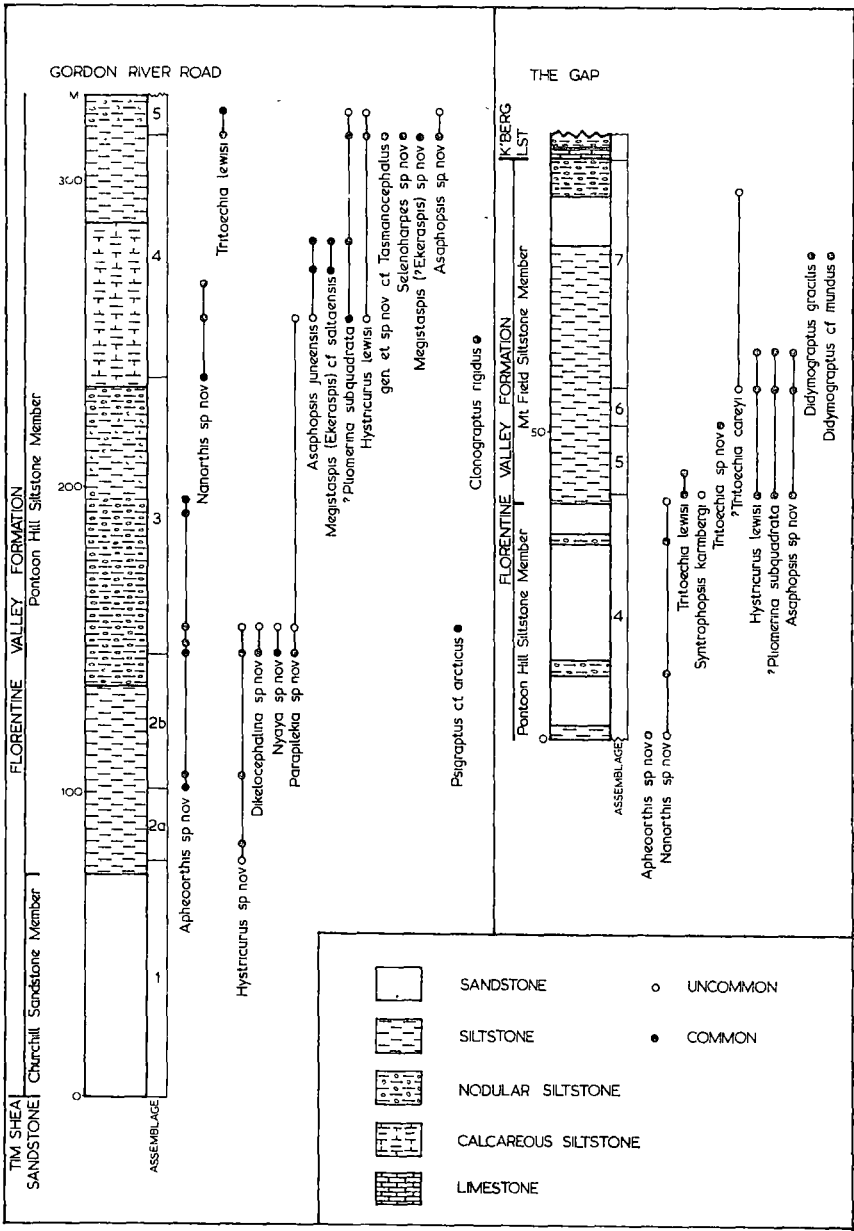 GORDON RIVER ROAD
M
300
200
100
0
TIM SHEA
SANDSTONE
FLORENTINE VALLEY FORMATION
Churchill Sandstone Member
Pontoon Hill Siltstone Member
ASSEMBLAGE
5
4
3
2b
2a
1
Apheoorthis sp nov
Nanorthis sp nov
Tritoechia lewisi
Hystricurus sp nov
Dikelocephalina sp nov
Nyaya sp nov
Parapilekia sp nov
Asaphopsis juneensis
Megistaspis (Ekeraspis) cf saltaensis
?Pliomerina subquadrata
Hystricurus lewisi
gen et sp nov cf Tasmanocephalus
Selenoharpes sp nov
Megistaspis (?Ekeraspis) sp nov
Asaphopsis sp nov
Psigraptus cf arcticus
Clonograptus rigidus
THE GAP
K'BERG
LST
FLORENTINE VALLEY FORMATION
Pontoon Hill Siltstone Member
Mt Field Siltstone Member
50
0
ASSEMBLAGE
7
6
5
4
Apheoorthis sp nov
Nanorthis sp nov
Tritoechia lewisi
Syntrophopsis karmbergi
Tritoechia sp nov
?Tritoechia careyi
Hystricurus lewisi
?Pliomerina subquadrata
Asaphopsis sp nov
Didymograptus gracilus
Didymograptus cf mundus
SANDSTONE
SILTSTONE
NODULAR SILTSTONE
CALCAREOUS SILTSTONE
LIMESTONE
UNCOMMON
COMMON